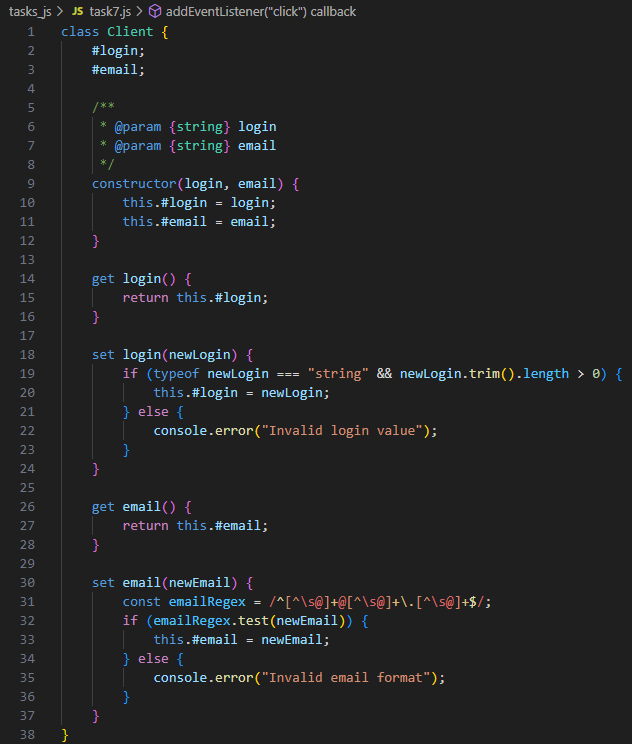 tasks_js > JS task7.js > addEventListener("click") callback
1 class Client {
2     #login;
3     #email;
4
5     /**
6      * @param {string} login
7      * @param {string} email
8      */
9     constructor(login, email) {
10         this.#login = login;
11         this.#email = email;
12     }
13
14     get login() {
15         return this.#login;
16     }
17
18     set login(newLogin) {
19         if (typeof newLogin === "string" && newLogin.trim().length > 0) {
20             this.#login = newLogin;
21         } else {
22             console.error("Invalid login value");
23         }
24     }
25
26     get email() {
27         return this.#email;
28     }
29
30     set email(newEmail) {
31         const emailRegex = /^[^\s@]+@[^\s@]+\.[^\s@]+$/;
32         if (emailRegex.test(newEmail)) {
33             this.#email = newEmail;
34         } else {
35             console.error("Invalid email format");
36         }
37     }
38 }